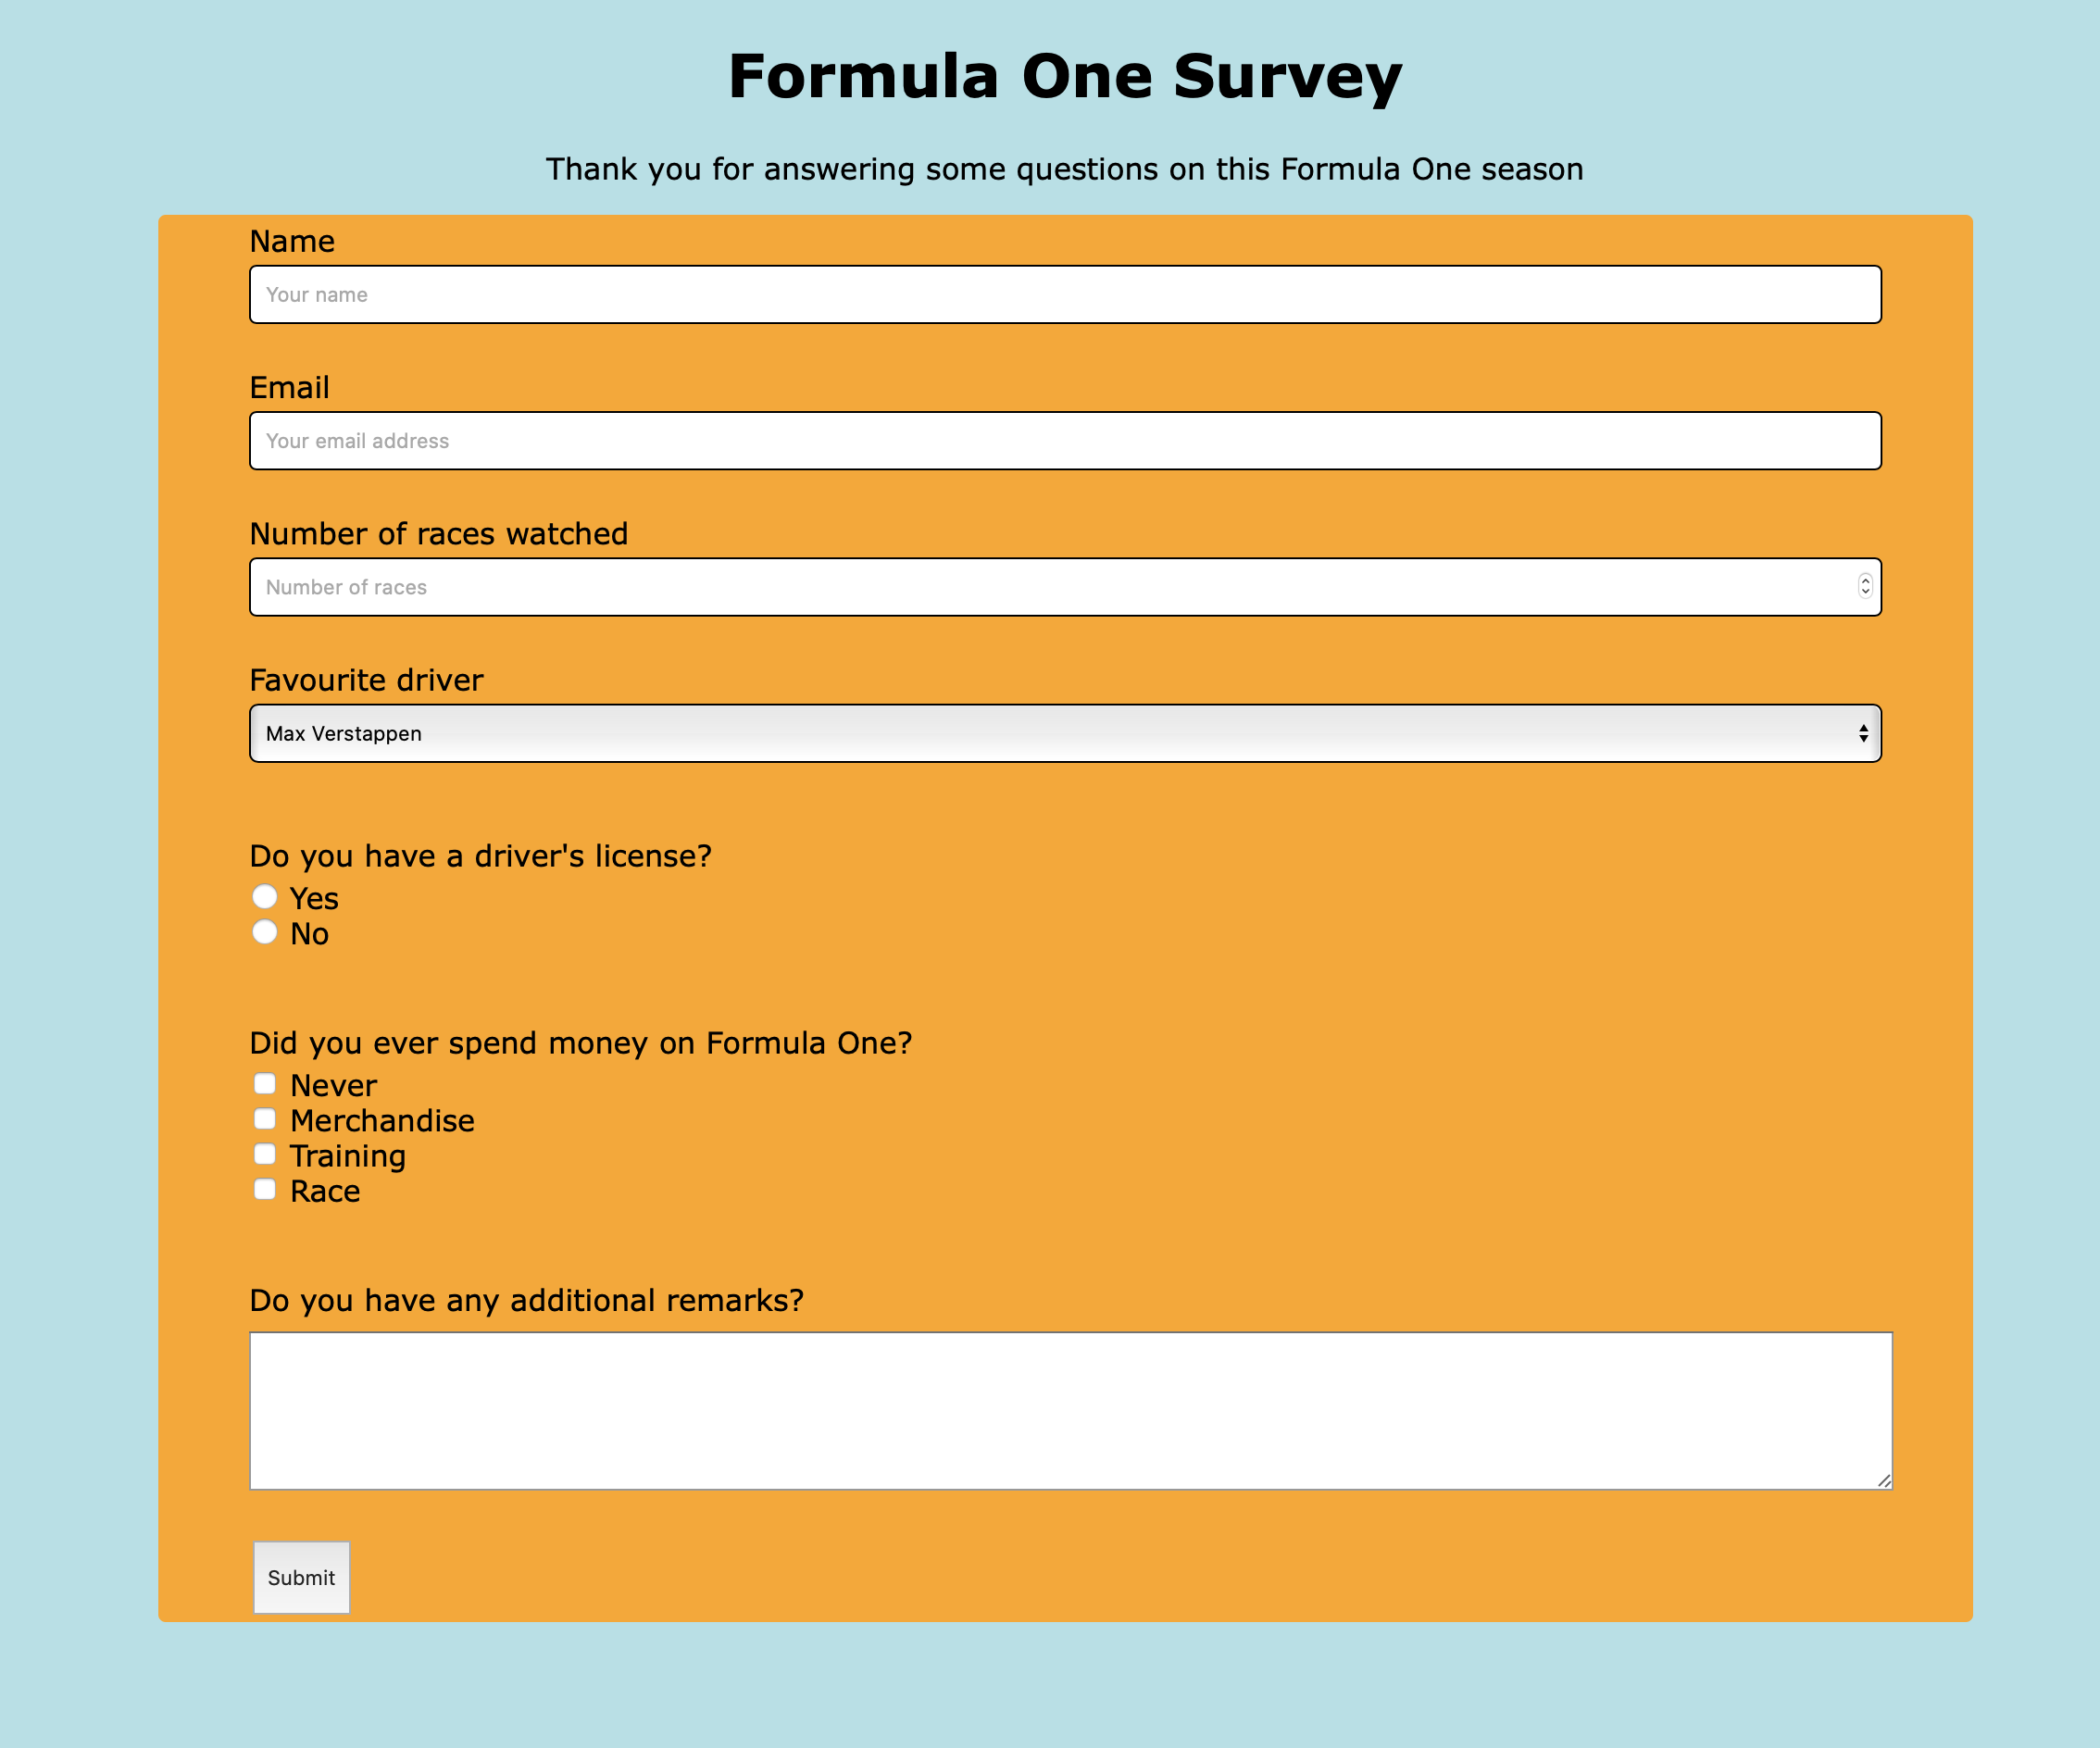 Formula One Survey
Thank you for answering some questions on this Formula One season
Name
Your name
Email
Your email address
Number of races watched
Number of races
Favourite driver
Max Verstappen
Do you have a driver's license?
Yes
No
Did you ever spend money on Formula One?
Never
Merchandise
Training
Race
Do you have any additional remarks?
Submit